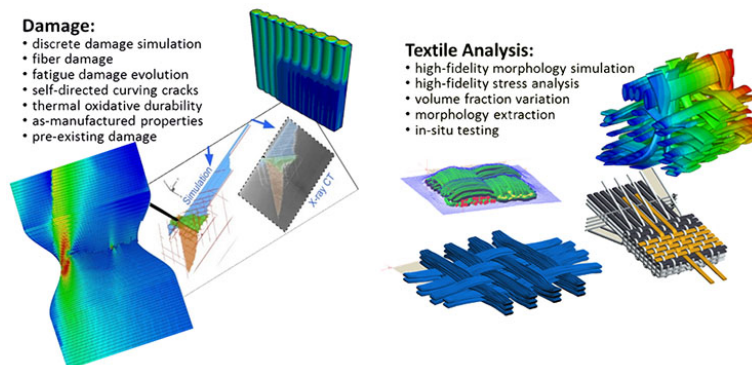 Damage:
• discrete damage simulation
• fiber damage
• fatigue damage evolution
• self-directed curving cracks
• thermal oxidative durability
• as-manufactured properties
• pre-existing damage
Simulation
X-ray CT
Textile Analysis:
• high-fidelity morphology simulation
• high-fidelity stress analysis
• volume fraction variation
• morphology extraction
• in-situ testing